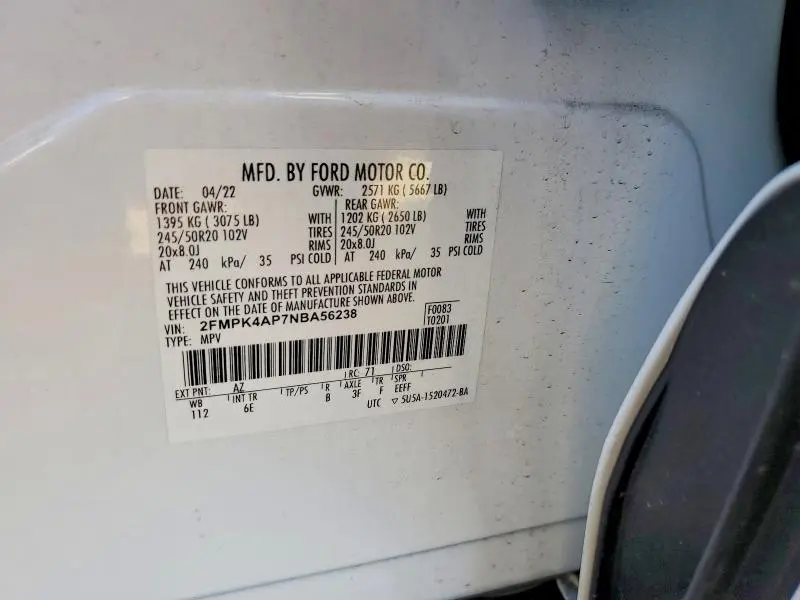 MFD. BY FORD MOTOR CO.
DATE: 04/22 GVWR: 2571 KG ( 5667 LB)
FRONT GAWR: REAR GAWR:
1395 KG ( 3075 LB) WITH 1202 KG ( 2650 LB) WITH
245/50R20 102V TIRES 245/50R20 102V TIRES
20x8.0J RIMS 20x8.0J RIMS
AT 240 kPa/ 35 PSI COLD AT 240 kPa/ 35 PSI COLD
THIS VEHICLE CONFORMS TO ALL APPLICABLE FEDERAL MOTOR
VEHICLE SAFETY AND THEFT PREVENTION STANDARDS IN
EFFECT ON THE DATE OF MANUFACTURE SHOWN ABOVE.
VIN: 2FMPK4AP7NBA56238 F0083
TYPE: MPV T0201
RC: 71 DSO:
EXT PNT: AZ
WB INT TR TP/PS R AXLE TR SPR
112 6E B 3F F EEFF
UTC ▽ 5U5A-1520472-BA